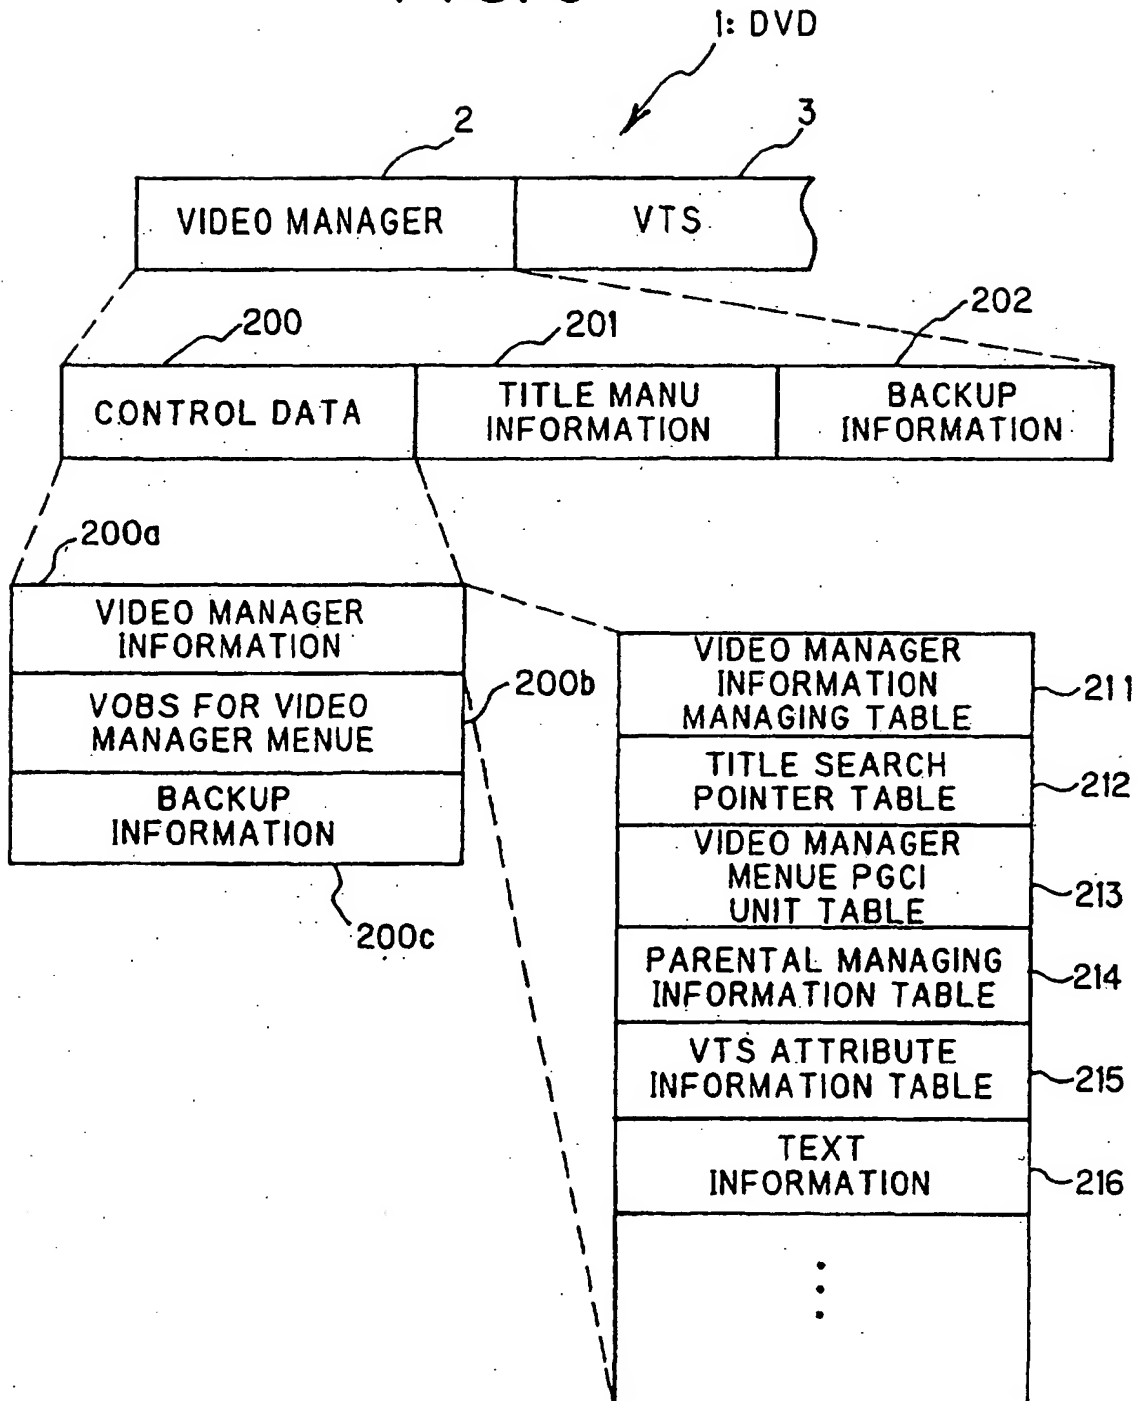 1: DVD
2
3
VIDEO MANAGER
VTS
200
201
202
CONTROL DATA
TITLE MANU
INFORMATION
BACKUP
INFORMATION
200a
VIDEO MANAGER
INFORMATION
200b
VOBS FOR VIDEO
MANAGER MENUE
BACKUP
INFORMATION
200c
VIDEO MANAGER
INFORMATION
MANAGING TABLE
211
TITLE SEARCH
POINTER TABLE
212
VIDEO MANAGER
MENUE PGCI
UNIT TABLE
213
PARENTAL MANAGING
INFORMATION TABLE
214
VTS ATTRIBUTE
INFORMATION TABLE
215
TEXT
INFORMATION
216